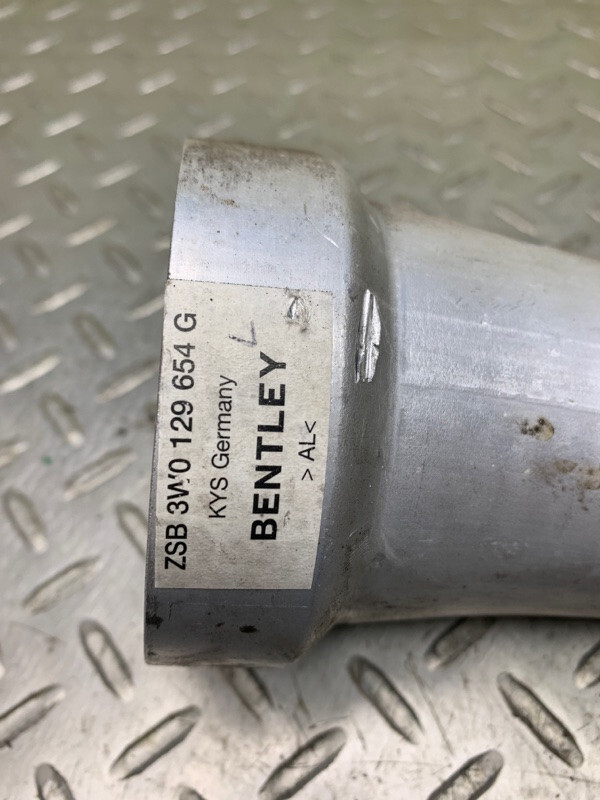 ZSB 3W0 129 654 G
KYS Germany
BENTLEY
> AL<
L